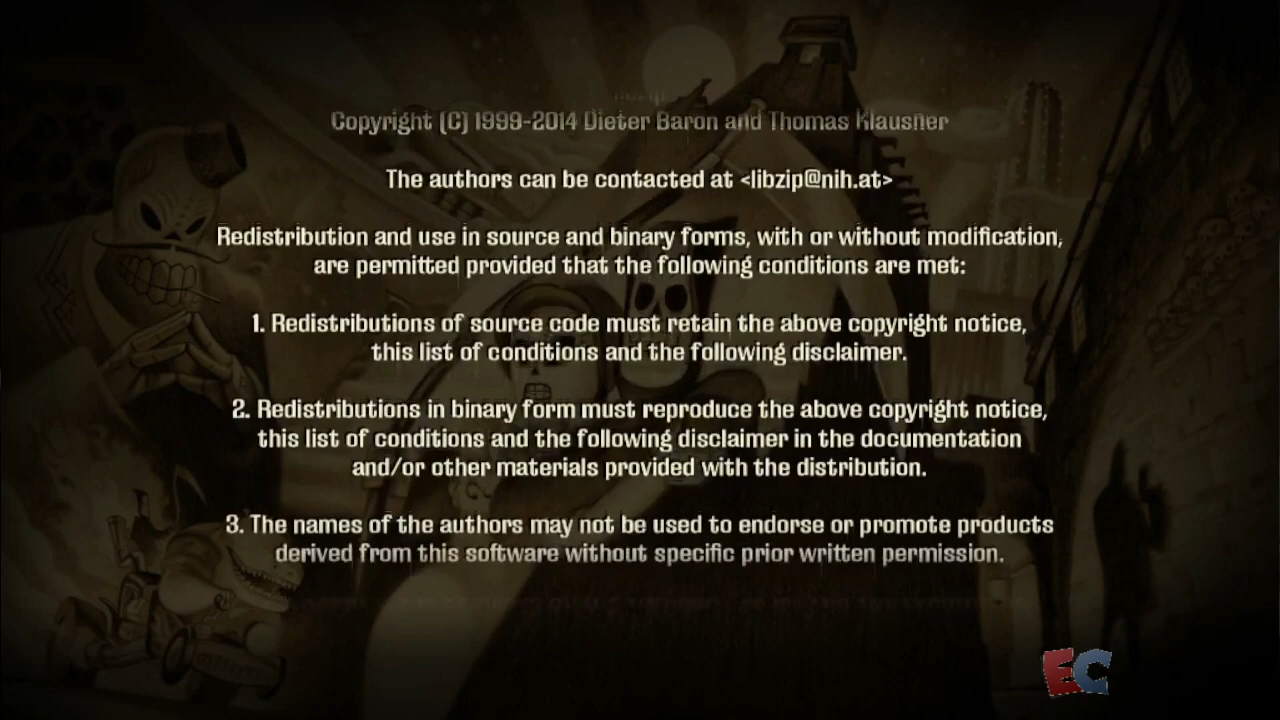 Copyright (C) 1999-2014 Dieter Baron and Thomas Klausner
The authors can be contacted at <libzip@nih.at>
Redistribution and use in source and binary forms, with or without modification,
are permitted provided that the following conditions are met:
1. Redistributions of source code must retain the above copyright notice,
this list of conditions and the following disclaimer.
2. Redistributions in binary form must reproduce the above copyright notice,
this list of conditions and the following disclaimer in the documentation
and/or other materials provided with the distribution.
3. The names of the authors may not be used to endorse or promote products
derived from this software without specific prior written permission.
EC